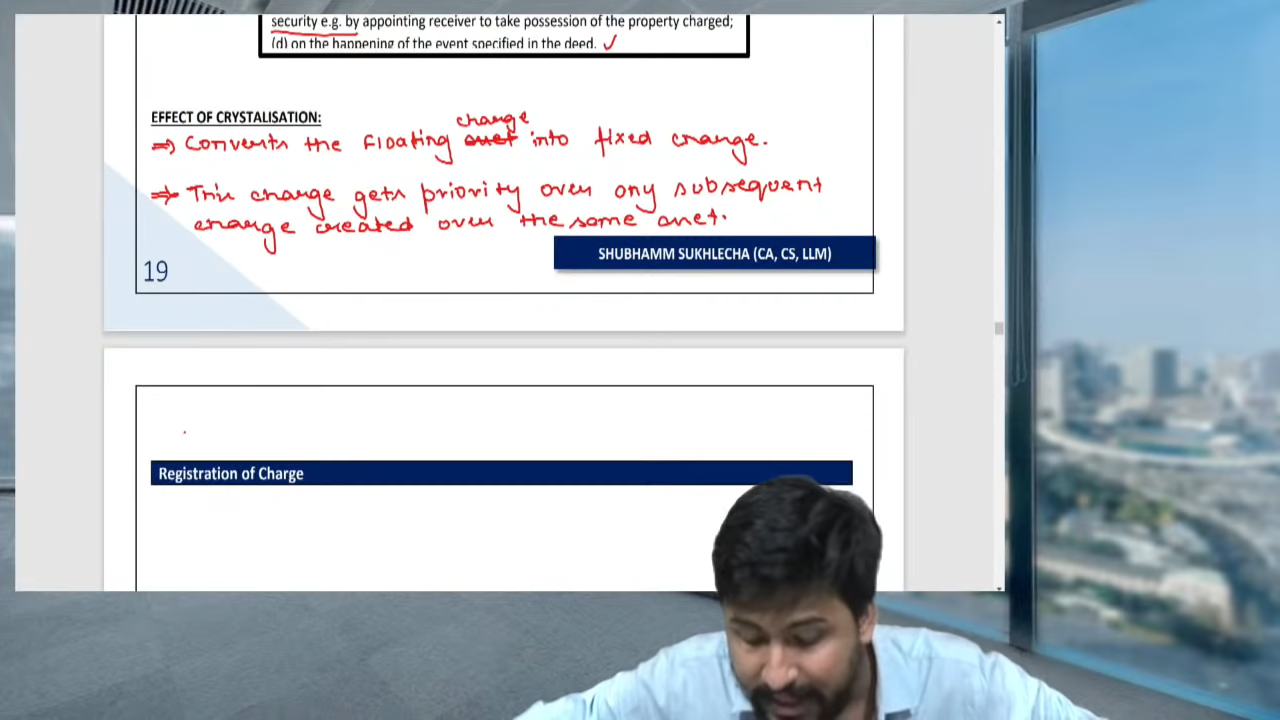 security e.g. by appointing receiver to take possession of the property charged;
(d) on the happening of the event specified in the deed. ✓
EFFECT OF CRYSTALISATION:
⇒ Converts the Floating charge into fixed charge.
⇒ This charge gets priority over any subsequent
charge created over the same asset.
SHUBHAMM SUKHLECHA (CA, CS, LLM)
19
Registration of Charge